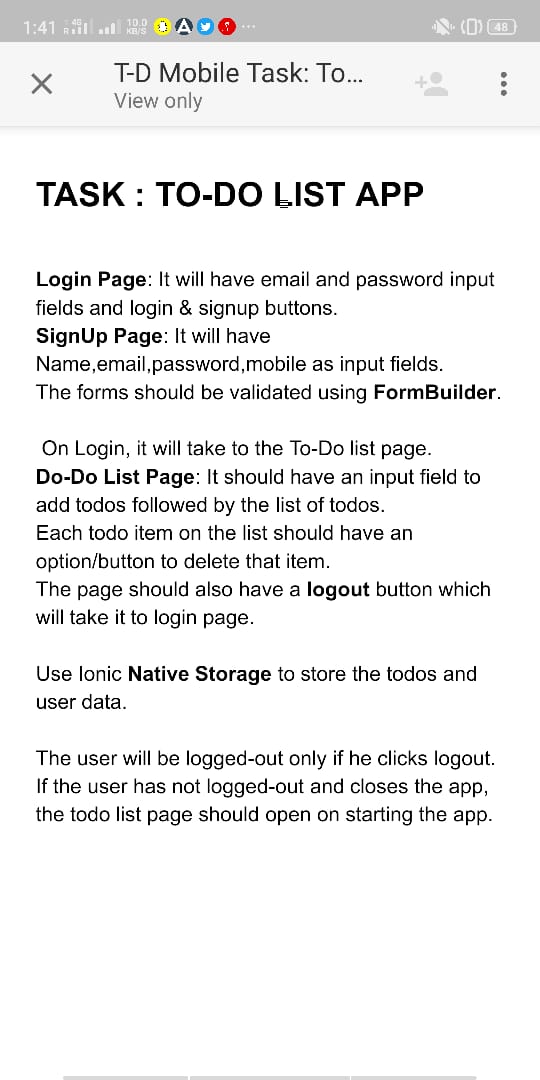 1:41 R 4G 10.0 KB/S A ... 48
T-D Mobile Task: To...
View only
TASK : TO-DO LIST APP
Login Page: It will have email and password input
fields and login & signup buttons.
SignUp Page: It will have
Name,email,password,mobile as input fields.
The forms should be validated using FormBuilder.
On Login, it will take to the To-Do list page.
Do-Do List Page: It should have an input field to
add todos followed by the list of todos.
Each todo item on the list should have an
option/button to delete that item.
The page should also have a logout button which
will take it to login page.
Use Ionic Native Storage to store the todos and
user data.
The user will be logged-out only if he clicks logout.
If the user has not logged-out and closes the app,
the todo list page should open on starting the app.